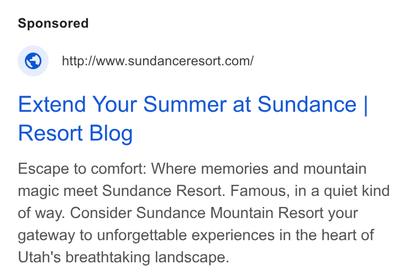 Sponsored
http://www.sundanceresort.com/
Extend Your Summer at Sundance |
Resort Blog
Escape to comfort: Where memories and mountain
magic meet Sundance Resort. Famous, in a quiet kind
of way. Consider Sundance Mountain Resort your
gateway to unforgettable experiences in the heart of
Utah's breathtaking landscape.